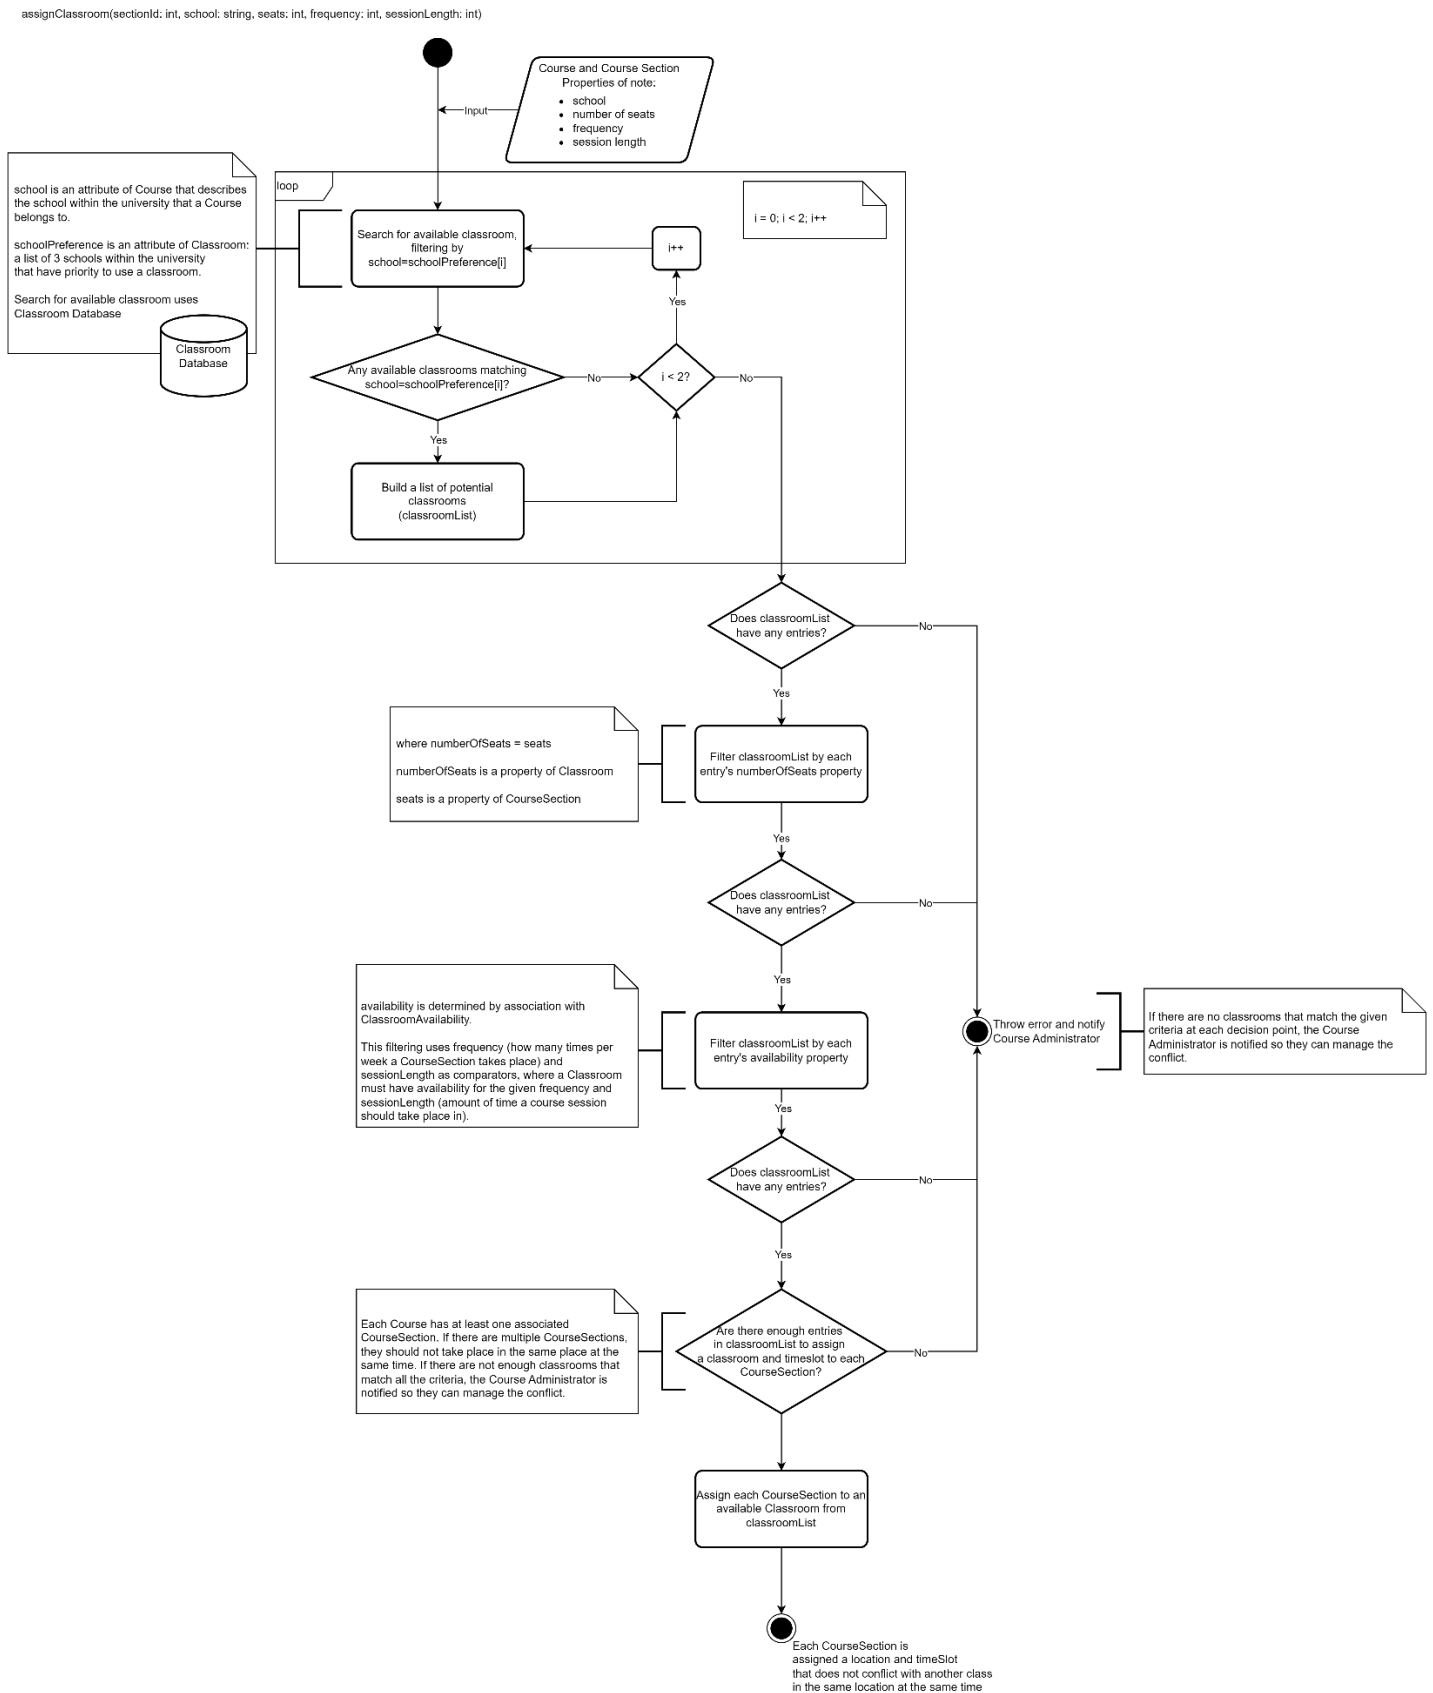 assignClassroom(sectionId: int, school: string, seats: int, frequency: int, sessionLength: int)
Course and Course Section
Properties of note:
• school
• number of seats
• frequency
• session length
Input
school is an attribute of Course that describes
the school within the university that a Course
belongs to.
schoolPreference is an attribute of Classroom:
a list of 3 schools within the university
that have priority to use a classroom.
Search for available classroom uses
Classroom Database
Classroom
Database
loop
i = 0; i < 2; i++
Search for available classroom,
filtering by
school=schoolPreference[i]
i++
Yes
Any available classrooms matching
school=schoolPreference[i]?
No
i < 2?
No
Yes
Build a list of potential
classrooms
(classroomList)
Does classroomList
have any entries?
No
Yes
where numberOfSeats = seats
numberOfSeats is a property of Classroom
seats is a property of CourseSection
Filter classroomList by each
entry's numberOfSeats property
Yes
Does classroomList
have any entries?
No
Yes
availability is determined by association with
ClassroomAvailability.
This filtering uses frequency (how many times per
week a CourseSection takes place) and
sessionLength as comparators, where a Classroom
must have availability for the given frequency and
sessionLength (amount of time a course session
should take place in).
Filter classroomList by each
entry's availability property
Throw error and notify
Course Administrator
If there are no classrooms that match the given
criteria at each decision point, the Course
Administrator is notified so they can manage the
conflict.
Yes
Does classroomList
have any entries?
No
Yes
Each Course has at least one associated
CourseSection. If there are multiple CourseSections,
they should not take place in the same place at the
same time. If there are not enough classrooms that
match all the criteria, the Course Administrator is
notified so they can manage the conflict.
Are there enough entries
in classroomList to assign
a classroom and timeslot to each
CourseSection?
No
Assign each CourseSection to an
available Classroom from
classroomList
Each CourseSection is
assigned a location and timeSlot
that does not conflict with another class
in the same location at the same time